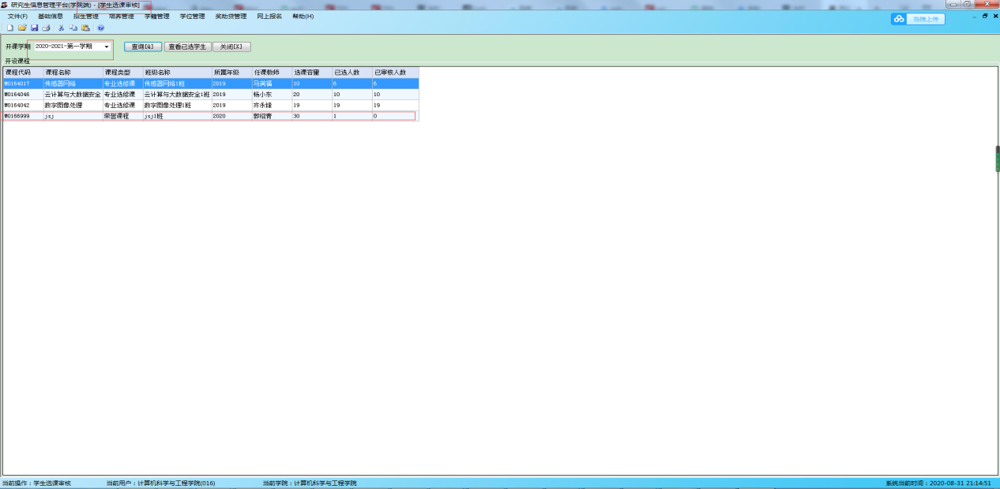 研究生信息管理平台(学院端) - [学生选课审核]
文件(F) 基础信息 招生管理 培养管理 学籍管理 学位管理 奖助贷管理 网上报名 帮助(H)
拖拽上传
开课学期 2020-2021-第一学期 查询[Q] 查看已选学生 关闭[X]
开设课程
课程代码 课程名称 课程类型 班级名称 所属年级 任课教师 选课容量 已选人数 已审核人数
M0164017 传感器网络 专业选修课 传感器网络1班 2019 马芮福 10 6 6
M0164046 云计算与大数据安全 专业选修课 云计算与大数据安全1班 2019 杨小东 20 10 10
M0164042 数字图像处理 专业选修课 数字图像处理1班 2019 19 19 19
M0166999 jsj 荣誉课程 jsj1班 2020 郭绍青 30 1 0
当前操作：学生选课审核 当前用户：计算机科学与工程学院(016) 当前学院：计算机科学与工程学院 系统当前时间：2020-08-31 21:14:51